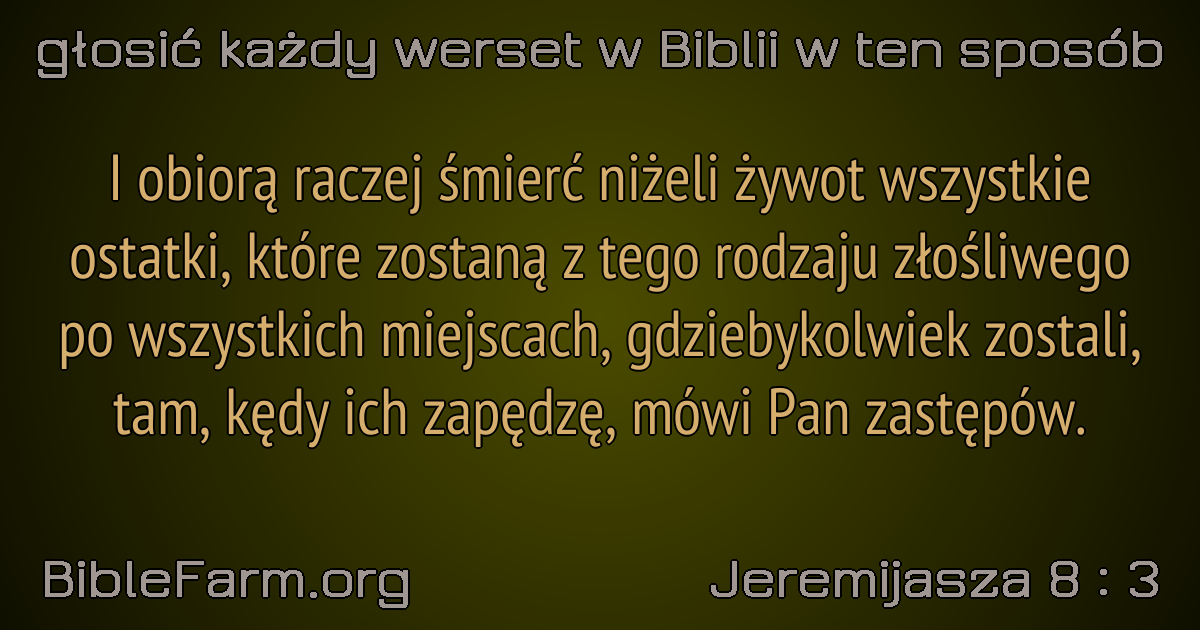 głosić każdy werset w Biblii w ten sposób
I obiorą raczej śmierć niżeli żywot wszystkie
ostatki, które zostaną z tego rodzaju złośliwego
po wszystkich miejscach, gdziebykolwiek zostali,
tam, kędy ich zapędzę, mówi Pan zastępów.
BibleFarm.org
Jeremijasza 8 : 3